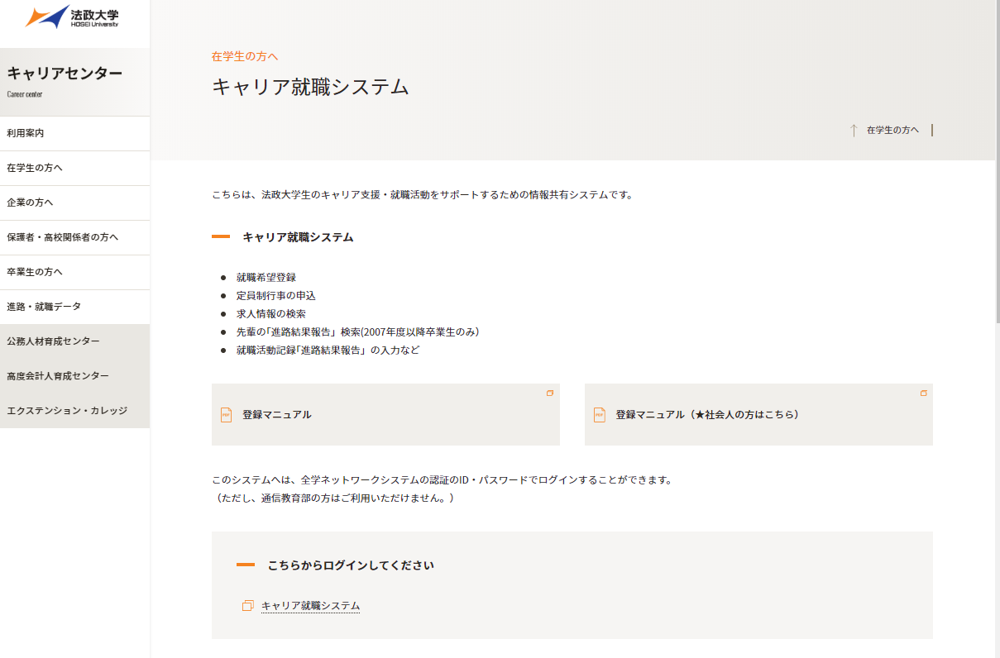 法政大学
HOSEI University
キャリアセンター
Career center
利用案内
在学生の方へ
企業の方へ
保護者・高校関係者の方へ
卒業生の方へ
進路・就職データ
公務人材育成センター
高度会計人育成センター
エクステンション・カレッジ
在学生の方へ
キャリア就職システム
↑ 在学生の方へ
こちらは、法政大学生のキャリア支援・就職活動をサポートするための情報共有システムです。
キャリア就職システム
● 就職希望登録
● 定員制行事の申込
● 求人情報の検索
● 先輩の｢進路結果報告」検索(2007年度以降卒業生のみ）
● 就職活動記録｢進路結果報告」の入力など
PDF 登録マニュアル
PDF 登録マニュアル（★社会人の方はこちら）
このシステムへは、全学ネットワークシステムの認証のID・パスワードでログインすることができます。
（ただし、通信教育部の方はご利用いただけません。）
こちらからログインしてください
キャリア就職システム